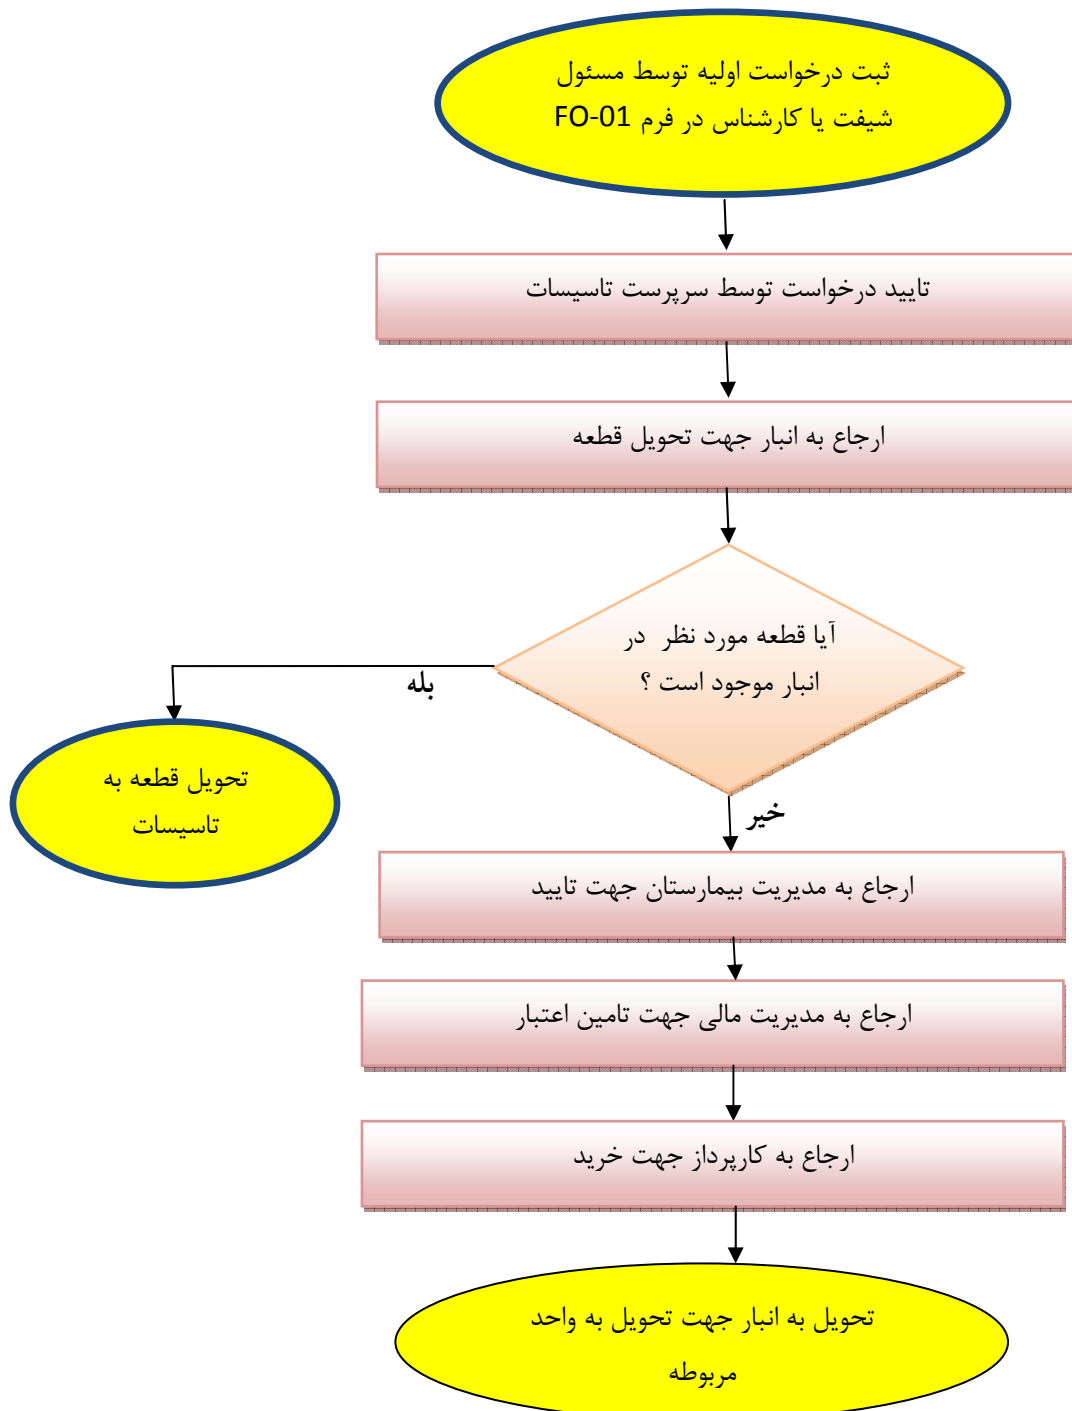 ثبت درخواست اولیه توسط مسئول
شیفت یا کارشناس در فرم FO-01
تایید درخواست توسط سرپرست تاسیسات
ارجاع به انبار جهت تحویل قطعه
آیا قطعه مورد نظر در
انبار موجود است ؟
بله
تحویل قطعه به
تاسیسات
خیر
ارجاع به مدیریت بیمارستان جهت تایید
ارجاع به مدیریت مالی جهت تامین اعتبار
ارجاع به کارپرداز جهت خرید
تحویل به انبار جهت تحویل به واحد
مربوطه